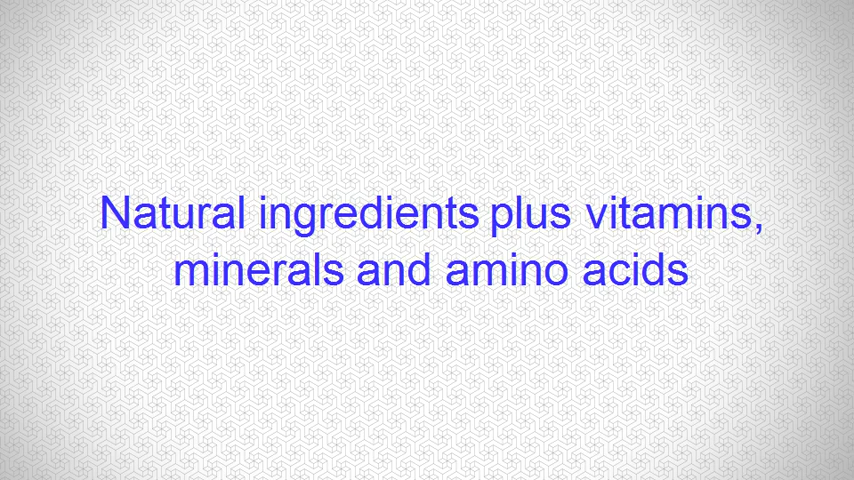 Natural ingredients plus vitamins,
minerals and amino acids